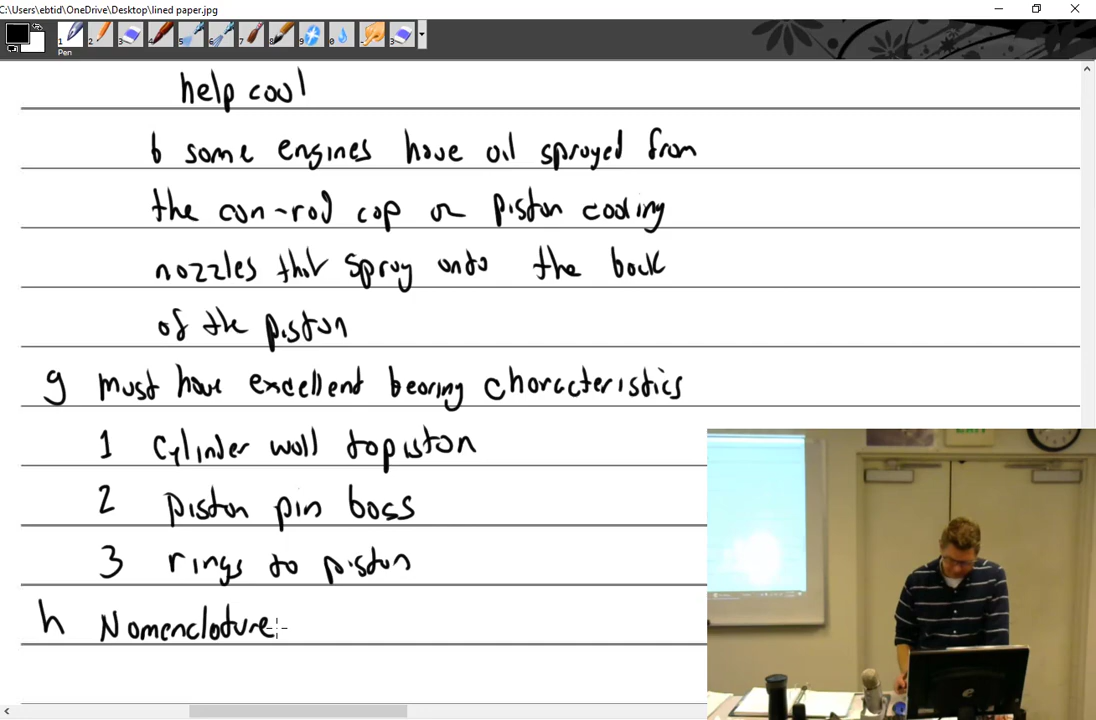 C:\Users\ebtid\OneDrive\Desktop\lined paper.jpg
Pen
help cool
b some engines have oil sprayed from
the con-rod cap or piston cooling
nozzles that spray onto the back
of the piston
g must have excellent bearing characteristics
1 Cylinder wall to piston
2 Piston pin boss
3 rings to piston
h Nomenclature